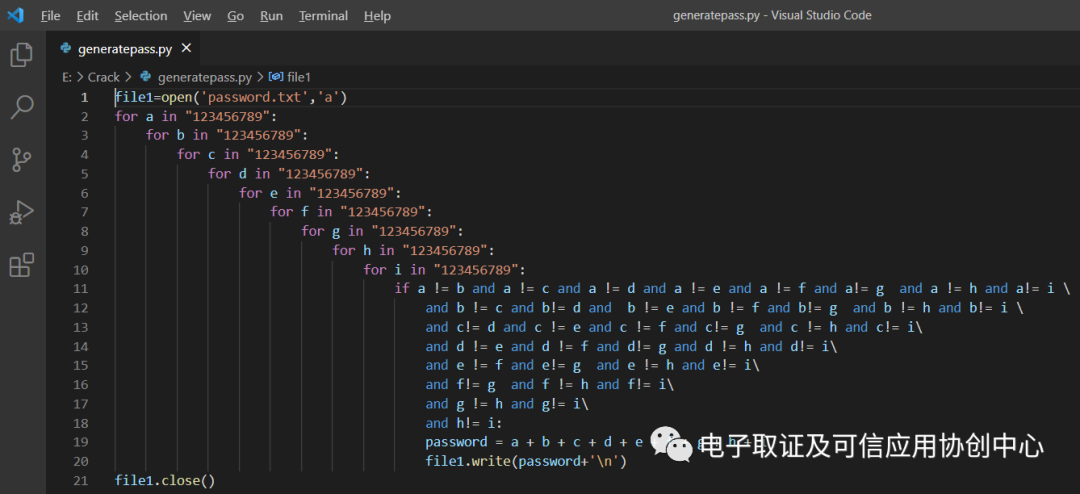 File Edit Selection View Go Run Terminal Help generatepass.py - Visual Studio Code
generatepass.py ×
E: > Crack > generatepass.py > file1
1 file1=open('password.txt','a')
2 for a in "123456789":
3 for b in "123456789":
4 for c in "123456789":
5 for d in "123456789":
6 for e in "123456789":
7 for f in "123456789":
8 for g in "123456789":
9 for h in "123456789":
10 for i in "123456789":
11 if a != b and a != c and a != d and a != e and a != f and a!= g  and a != h and a!= i \
12 and b != c and b!= d and  b != e and b != f and b!= g  and b != h and b!= i \
13 and c!= d and c != e and c != f and c!= g  and c != h and c!= i\
14 and d != e and d != f and d!= g and d != h and d!= i\
15 and e != f and e!= g  and e != h and e!= i\
16 and f!= g  and f != h and f!= i\
17 and g != h and g!= i\
18 and h!= i:
19 password = a + b + c + d + e
电子取证及可信应用协创中心
20 file1.write(password+'\n')
21 file1.close()